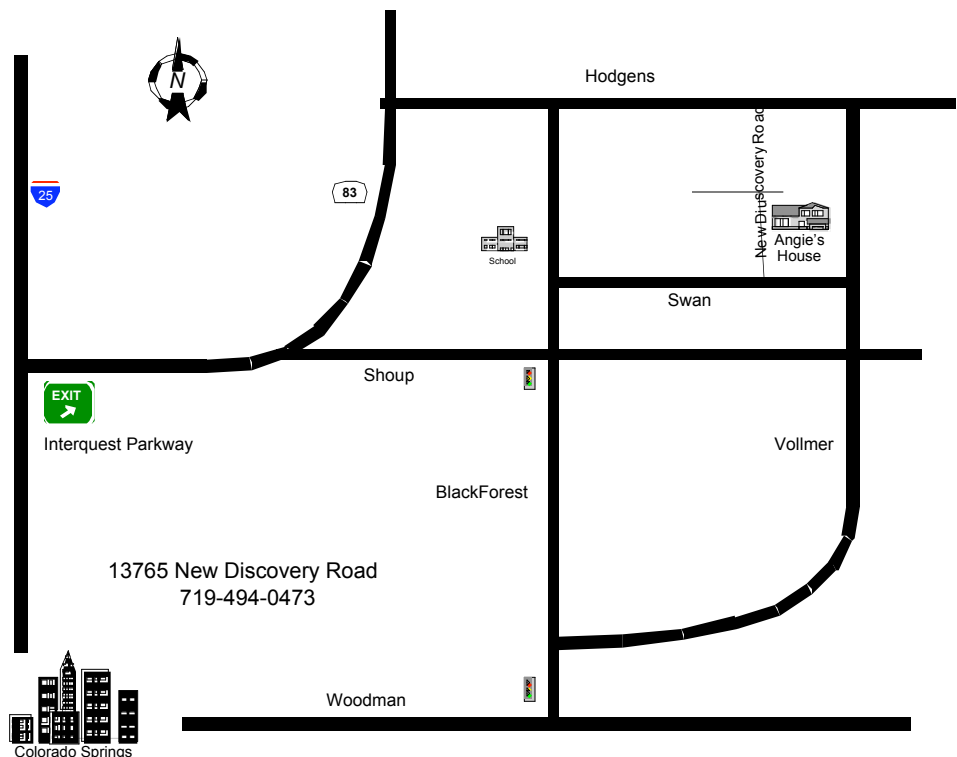 N
Hodgens
New Discovery Road
25
83
School
Angie's
House
Swan
Shoup
EXIT
Interquest Parkway
Vollmer
BlackForest
13765 New Discovery Road
719-494-0473
Woodman
Colorado Springs